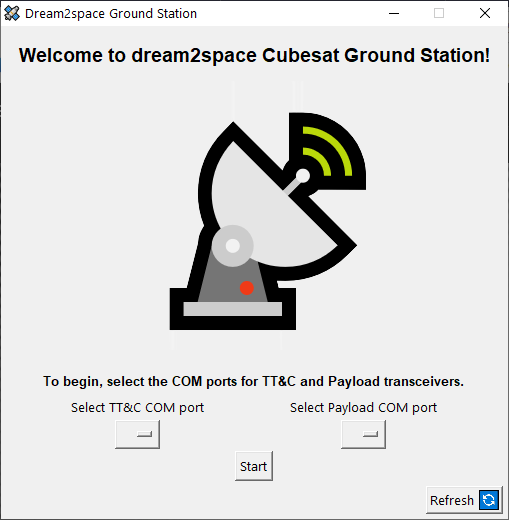 Dream2space Ground Station
Welcome to dream2space Cubesat Ground Station!
To begin, select the COM ports for TT&C and Payload transceivers.
Select TT&C COM port
Select Payload COM port
Start
Refresh